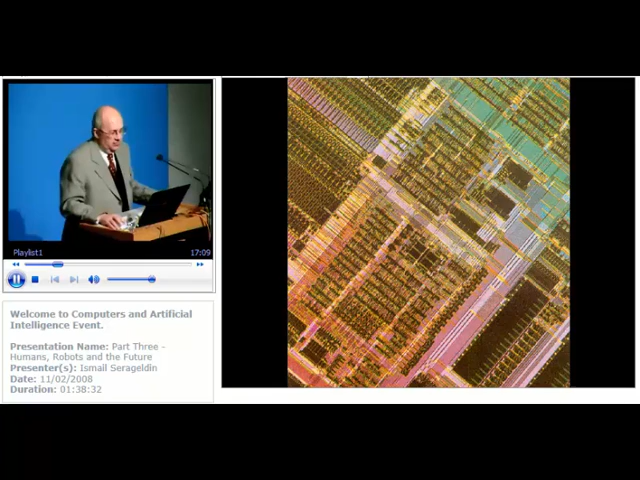 Playlist1 17:09
Welcome to Computers and Artificial
Intelligence Event.
Presentation Name: Part Three -
Humans, Robots and the Future
Presenter(s): Ismail Serageldin
Date: 11/02/2008
Duration: 01:38:32